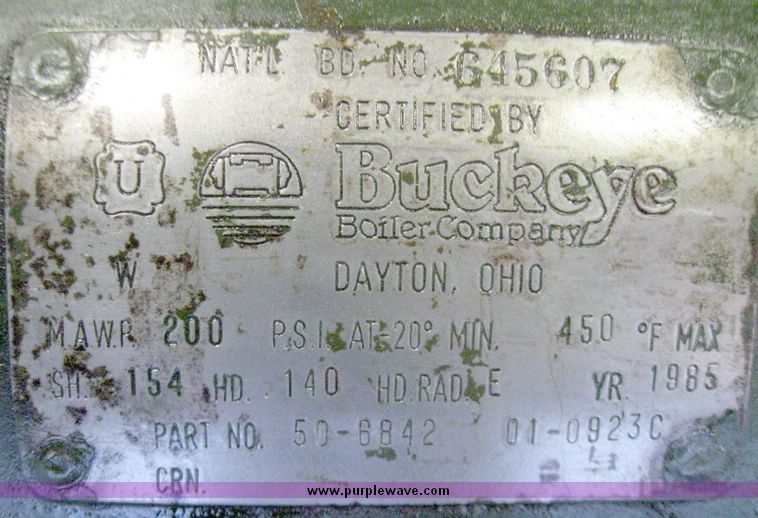 NAT'L. BD. NO. 645607
CERTIFIED BY
U Buckeye
Boiler Company
W DAYTON, OHIO
M.A.W.P. 200 P.S.I. AT-20° MIN. 450 °F MAX
SH. 154 HD. 140 HD. RAD. E YR. 1985
PART NO. 50-6842 01-0923C
CRN.
www.purplewave.com